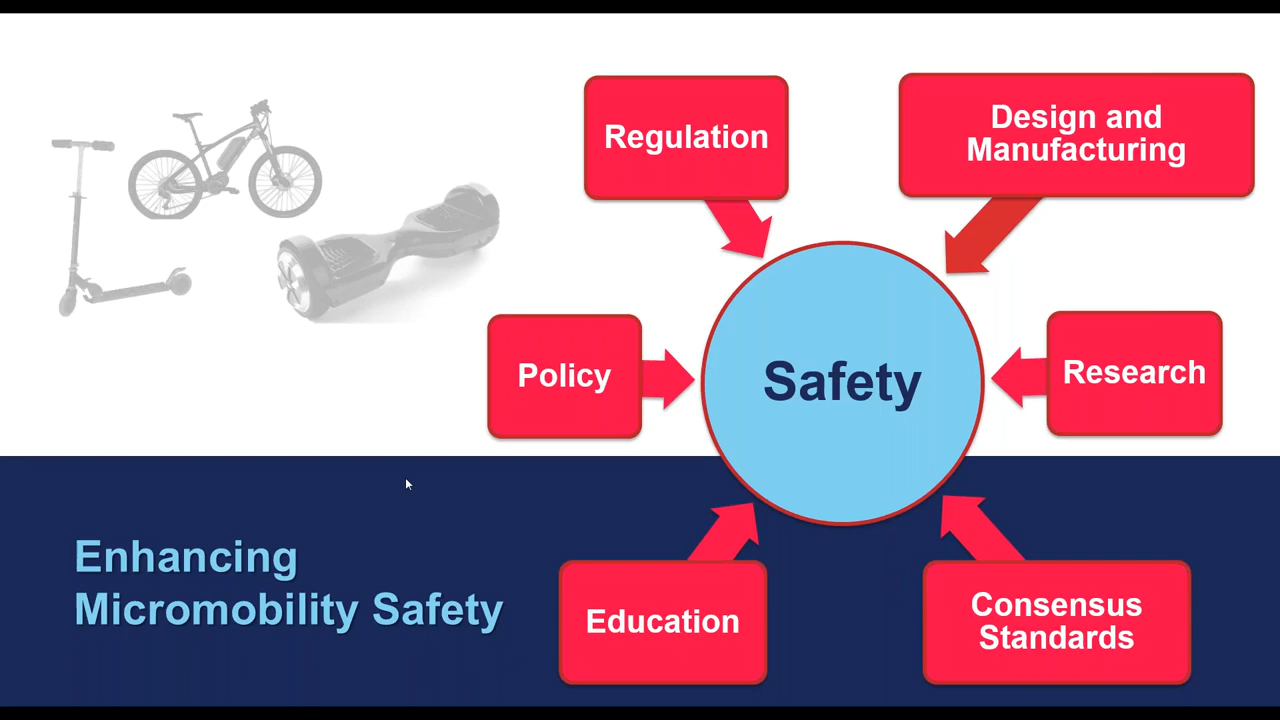 Regulation
Design and
Manufacturing
Policy
Safety
Research
Enhancing
Micromobility Safety
Education
Consensus
Standards